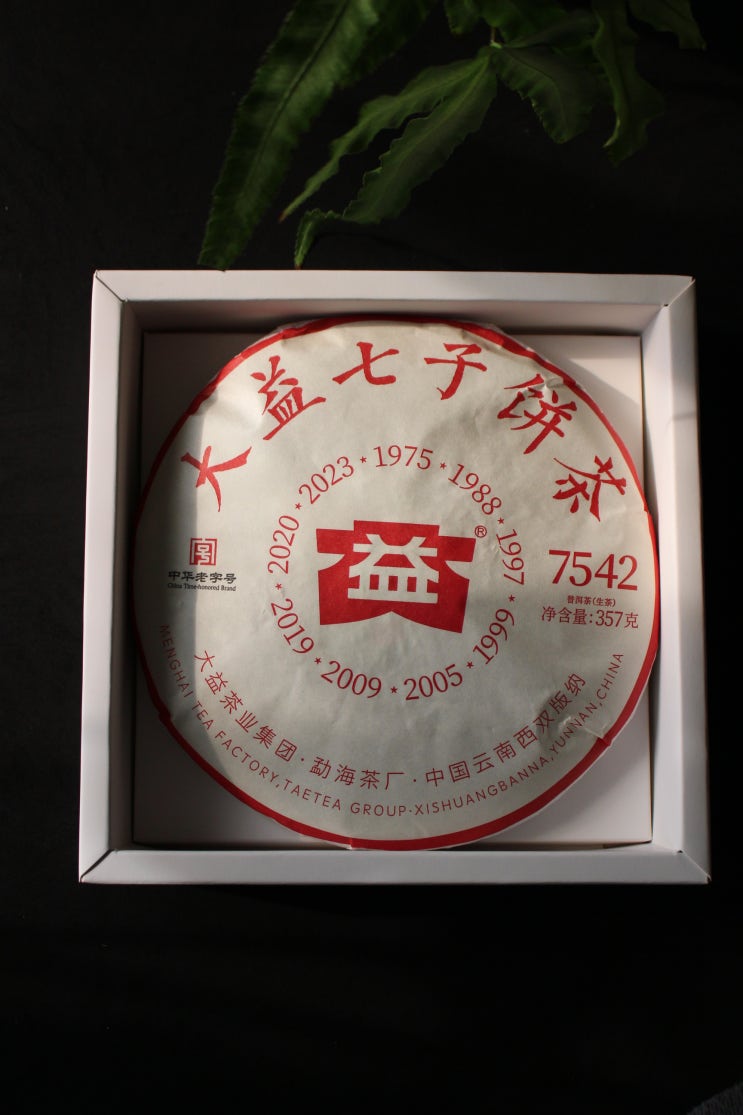 大益七子饼茶
1975★1988★1997★1999★2005★2009★2019★2020★2023★
益®
中华老字号
China Time-honored Brand
7542
普洱茶(生茶)
净含量:357克
大益茶业集团·勐海茶厂·中国云南西双版纳
MENGHAI TEA FACTORY,TAETEA GROUP·XISHUANGBANNA,YUNNAN,CHINA